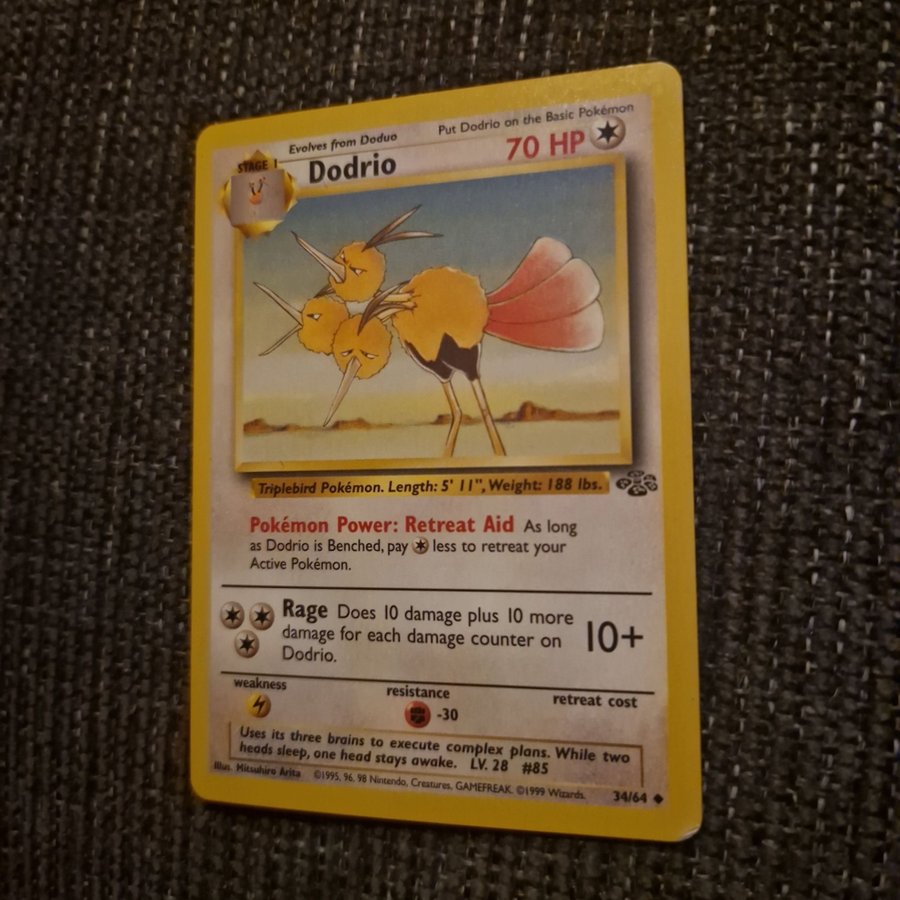 Evolves from Doduo
Put Dodrio on the Basic Pokémon
STAGE 1
Dodrio
70 HP
Triplebird Pokémon. Length: 5' 11", Weight: 188 lbs.
Pokémon Power: Retreat Aid As long
as Dodrio is Benched, pay less to retreat your
Active Pokémon.
Rage Does 10 damage plus 10 more
damage for each damage counter on
Dodrio.
10+
weakness
resistance
retreat cost
-30
Uses its three brains to execute complex plans. While two
heads sleep, one head stays awake. LV. 28 #85
Illus. Mitsuhiro Arita ©1995, 96, 98 Nintendo, Creatures, GAMEFREAK. ©1999 Wizards. 34/64